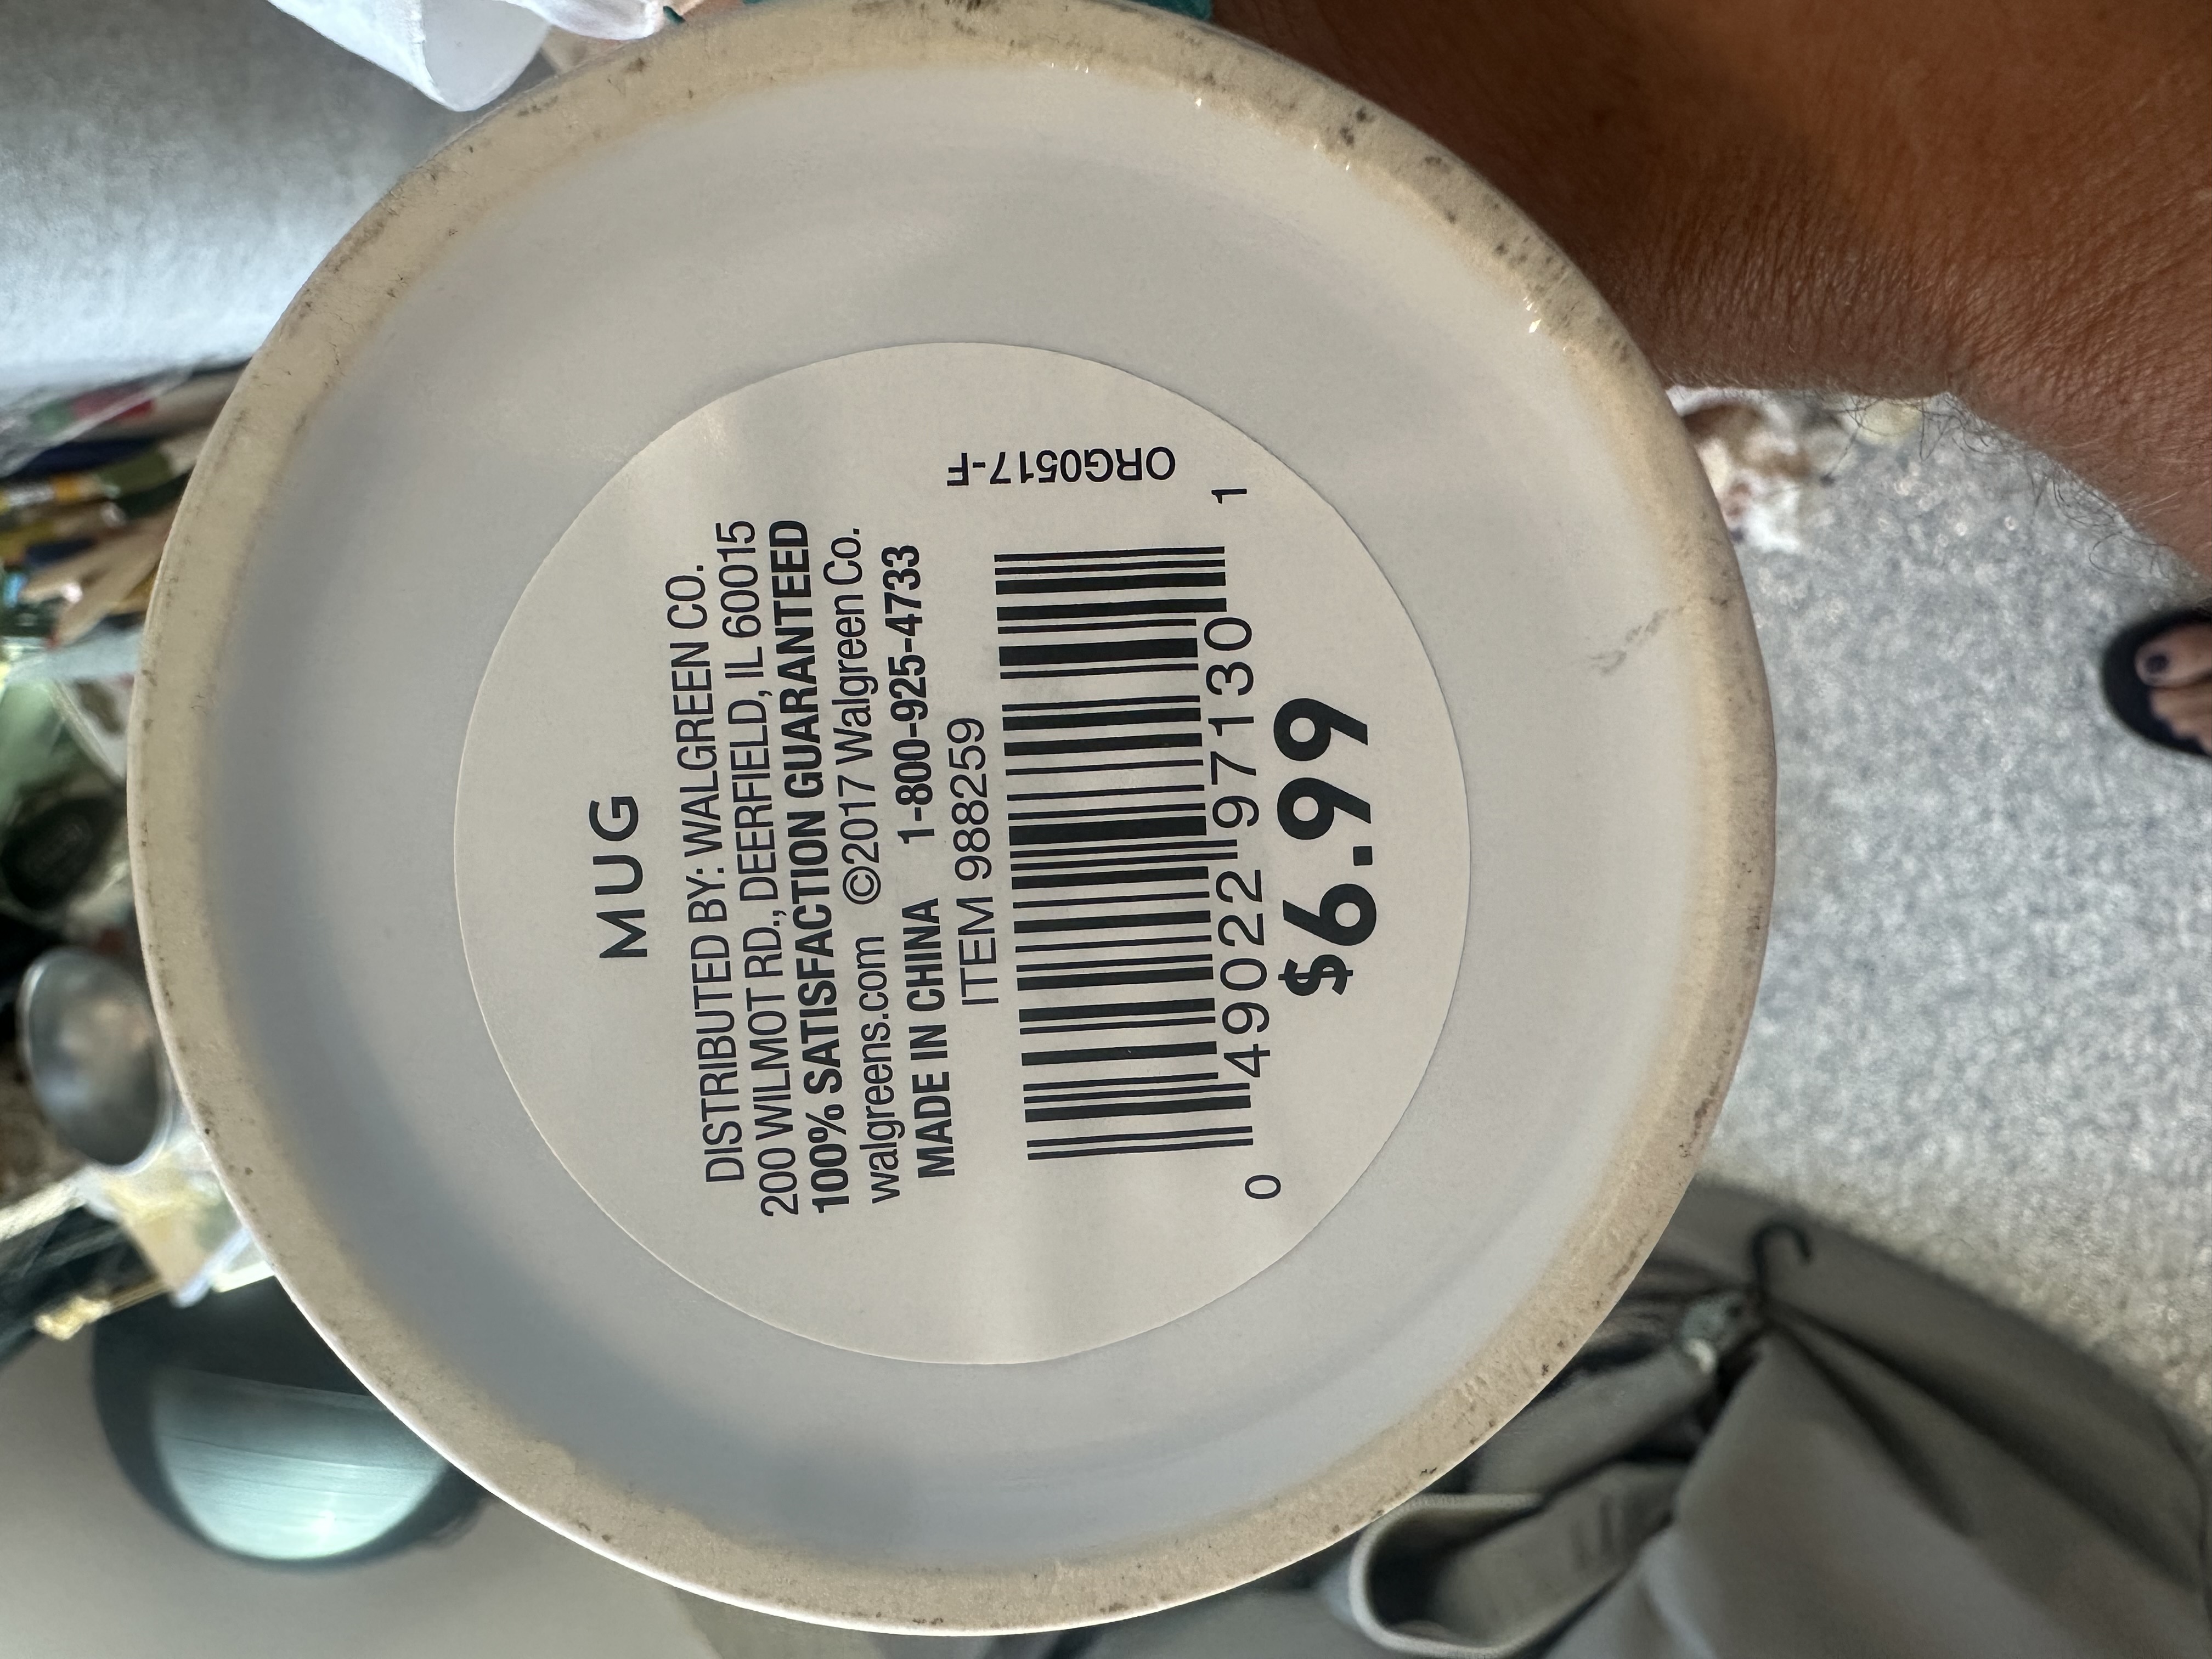 MUG
DISTRIBUTED BY: WALGREEN CO.
200 WILMOT RD., DEERFIELD, IL 60015
100% SATISFACTION GUARANTEED
walgreens.com ©2017 Walgreen Co.
MADE IN CHINA 1-800-925-4733
ITEM 988259
ORG0517-F
0 49022 97130 1
$6.99